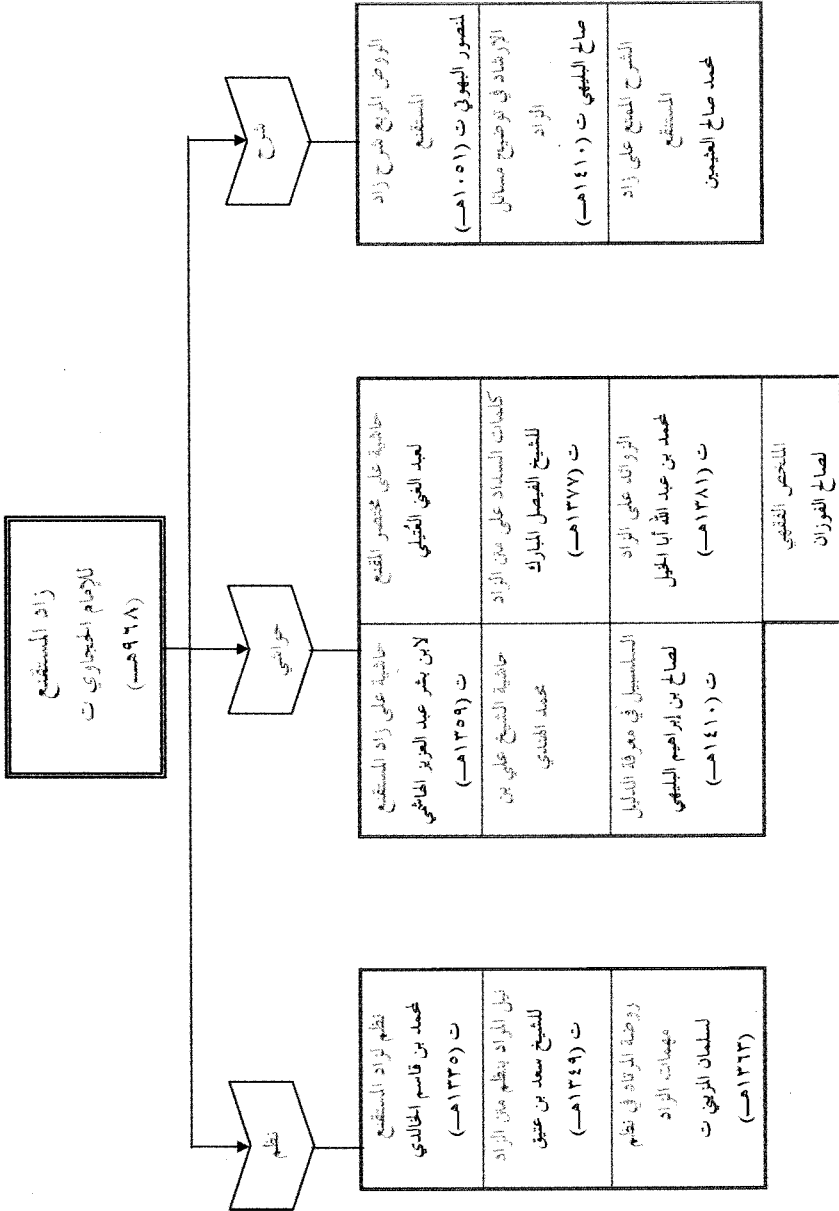 زاد المستقنع
للإمام الحجاوي ت
(٩٦٨هـ)
شرح
الروض المربع شرح زاد
المستقنع
لمنصور البهوتي ت (١٠٥١هـ)
الإرشاد في توضيح مسائل
الزاد
صالح البليهي ت (١٤١٠هـ)
الشرح الممتع على زاد
المستقنع
محمد صالح العثيمين
حواشي
حاشية على مختصر المقنع
لعبد الغني العُتيلي
كلمات السداد على متن الزاد
للشيخ الفيصل المبارك
ت (١٣٧٧هـ)
الزوائد على الزاد
محمد بن عبد الله أبا الخيل
ت (١٣٨١هـ)
الملخص الفقهي
لصالح الفوزان
حاشية على زاد المستقنع
لابن بشر عبد العزيز الهاشمي
ت (١٣٥٩هـ)
حاشية الشيخ علي بن
محمد الهندي
السلسبيل في معرفة الدليل
لصالح بن إبراهيم البليهي
ت (١٤١٠هـ)
نظم
نظم لزاد المستقنع
محمد بن قاسم الخالدي
ت (١٣٣٥هـ)
نيل المراد بنظم متن الزاد
للشيخ سعد بن عتيق
ت (١٣٤٩هـ)
روضة المرتاد في نظم
مهمات الزاد
لسلمان المزيني ت
(١٣٦٣هـ)